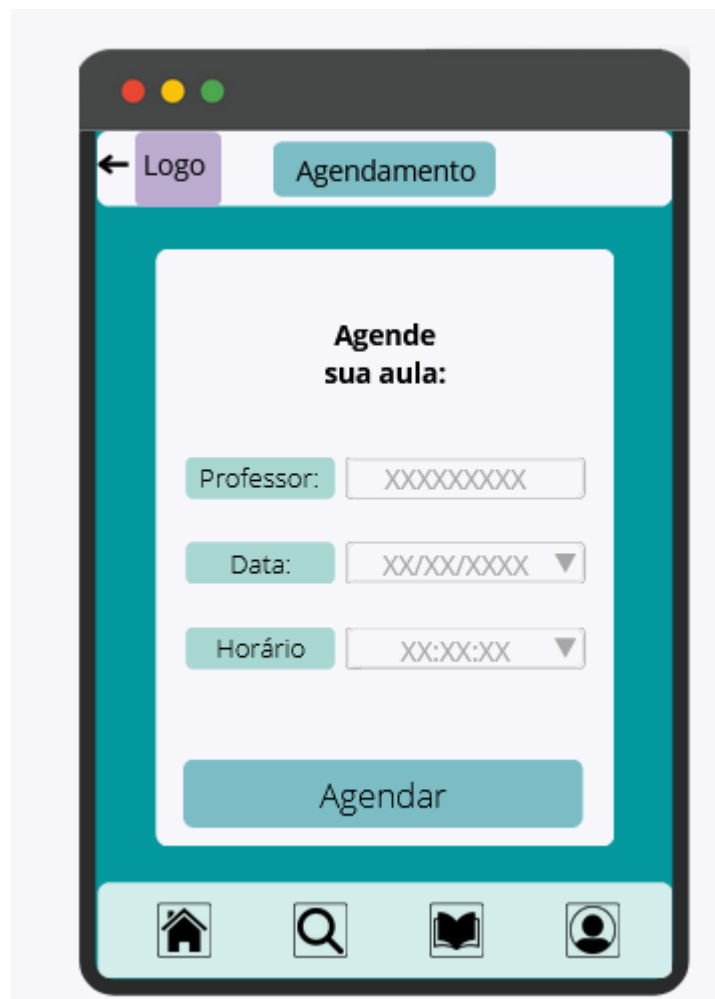 Logo
Agendamento
Agende
sua aula:
Professor: XXXXXXXXX
Data: XX/XX/XXXX
Horário XX:XX:XX
Agendar